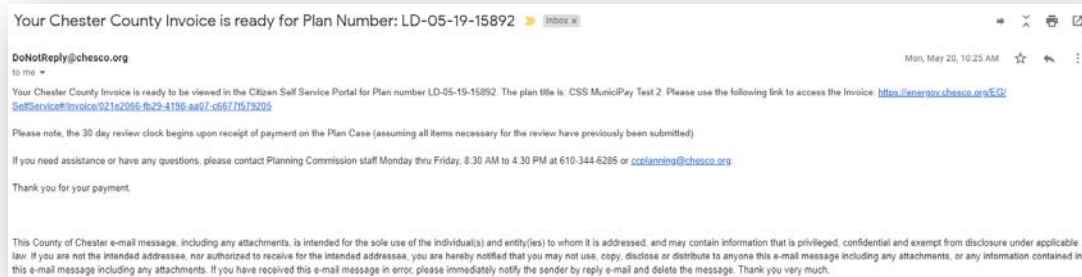 Your Chester County Invoice is ready for Plan Number: LD-05-19-15892 Inbox x
DoNotReply@chesco.org Mon, May 20, 10:25 AM
to me
Your Chester County Invoice is ready to be viewed in the Citizen Self Service Portal for Plan number LD-05-19-15892. The plan title is: CSS MuniciPay Test 2. Please use the following link to access the Invoice: https://energov.chesco.org/EG/
SelfService#/invoice/021e2066-fb29-4198-aa07-c6677f579205
Please note, the 30 day review clock begins upon receipt of payment on the Plan Case (assuming all items necessary for the review have previously been submitted).
If you need assistance or have any questions, please contact Planning Commission staff Monday thru Friday, 8:30 AM to 4:30 PM at 610-344-6285 or ccplanning@chesco.org.
Thank you for your payment.
This County of Chester e-mail message, including any attachments, is intended for the sole use of the individual(s) and entity(ies) to whom it is addressed, and may contain information that is privileged, confidential and exempt from disclosure under applicable
law. If you are not the intended addressee, nor authorized to receive for the intended addressee, you are hereby notified that you may not use, copy, disclose or distribute to anyone this e-mail message including any attachments, or any information contained in
this e-mail message including any attachments. If you have received this e-mail message in error, please immediately notify the sender by reply e-mail and delete the message. Thank you very much.